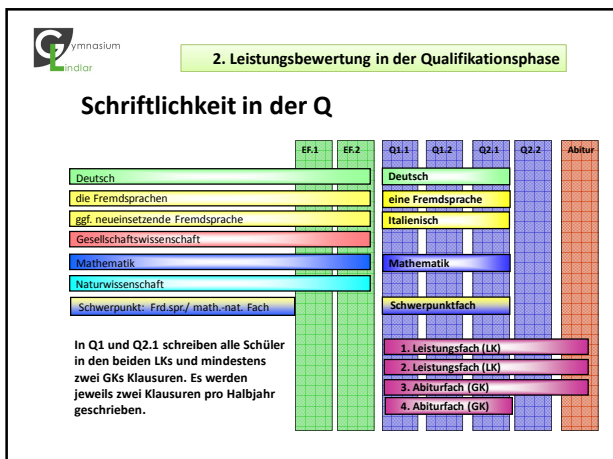 Gymnasium
Lindlar
2. Leistungsbewertung in der Qualifikationsphase
Schriftlichkeit in der Q
EF.1 EF.2 Q1.1 Q1.2 Q2.1 Q2.2 Abitur
Deutsch Deutsch
die Fremdsprachen eine Fremdsprache
ggf. neueinsetzende Fremdsprache Italienisch
Gesellschaftswissenschaft
Mathematik Mathematik
Naturwissenschaft
Schwerpunkt: Frd.spr./ math.-nat. Fach Schwerpunktfach
In Q1 und Q2.1 schreiben alle Schüler
in den beiden LKs und mindestens
zwei GKs Klausuren. Es werden
jeweils zwei Klausuren pro Halbjahr
geschrieben.
1. Leistungsfach (LK)
2. Leistungsfach (LK)
3. Abiturfach (GK)
4. Abiturfach (GK)